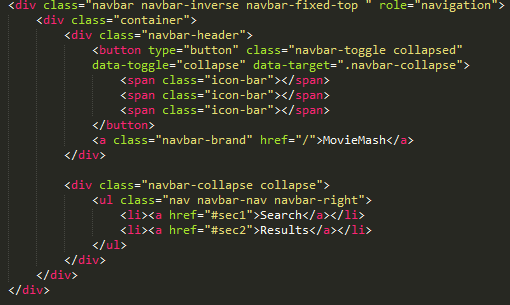 <div class="navbar navbar-inverse navbar-fixed-top " role="navigation">
<div class="container">
<div class="navbar-header">
<button type="button" class="navbar-toggle collapsed"
data-toggle="collapse" data-target=".navbar-collapse">
<span class="icon-bar"></span>
<span class="icon-bar"></span>
<span class="icon-bar"></span>
</button>
<a class="navbar-brand" href="/">MovieMash</a>
</div>
<div class="navbar-collapse collapse">
<ul class="nav navbar-nav navbar-right">
<li><a href="#sec1">Search</a></li>
<li><a href="#sec2">Results</a></li>
</ul>
</div>
</div>
</div>